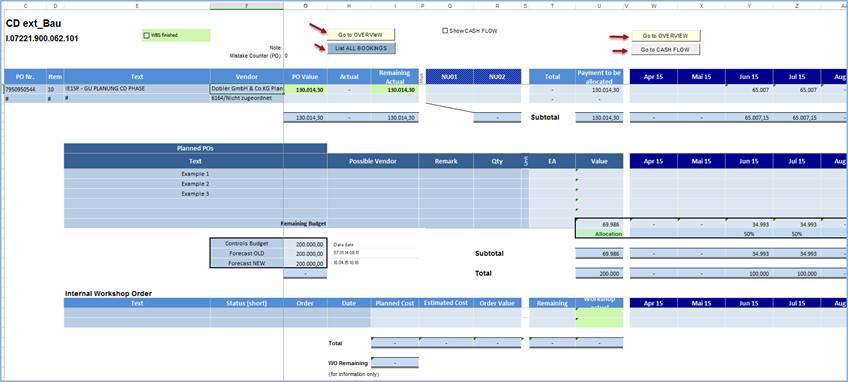 C D E F G H I P Q R S T U V W X Y Z AA
CD ext_Bau
I.07221.900.062.101
WBS finished
Note:
Mistake Counter (PO): 0
Go to OVERVIEW
List ALL BOOKINGS
Show CASH FLOW
Go to OVERVIEW
Go to CASH FLOW
PO Nr. Item Text Vendor PO Value Actual Remaining Actual NU01 NU02 Total Payment to be allocated Apr 15 Mai 15 Jun 15 Jul 15 Aug
7950950544 10 IE15P - GU PLANUNG CD PHASE Dobler GmbH & Co.KG Plan 130.014,30 - 130.014,30 - 130.014,30 65.007 65.007
# # # 8164/Nicht zugeordnet - -
130.014,30 - 130.014,30 - Subtotal 130.014,30 - - 65.007,15 65.007,15
Planned POs
Text Possible Vendor Remark Qty Unit EA Value Apr 15 Mai 15 Jun 15 Jul 15 Aug
Example 1
Example 2
Example 3
Remaining Budget 69.986 - - 34.993 34.993
Allocation 50% 50%
Controls Budget 200.000,00 Data date
Forecast OLD 200.000,00
Forecast NEW 200.000,00
-
Subtotal 69.986 - - 34.993 34.993
Total 200.000 - - 100.000 100.000
Internal Workshop Order
Text Status (short) Order Date Planned Cost Estimated Cost Order Value Remaining Workshop actual Apr 15 Mai 15 Jun 15 Jul 15 Aug
Total - - - - -
WO Remaining -
(for information only)